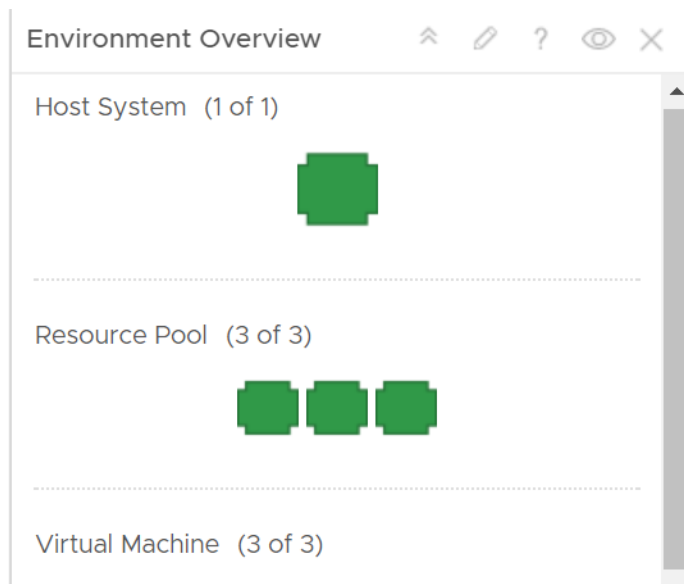 Environment Overview
Host System (1 of 1)
Resource Pool (3 of 3)
Virtual Machine (3 of 3)